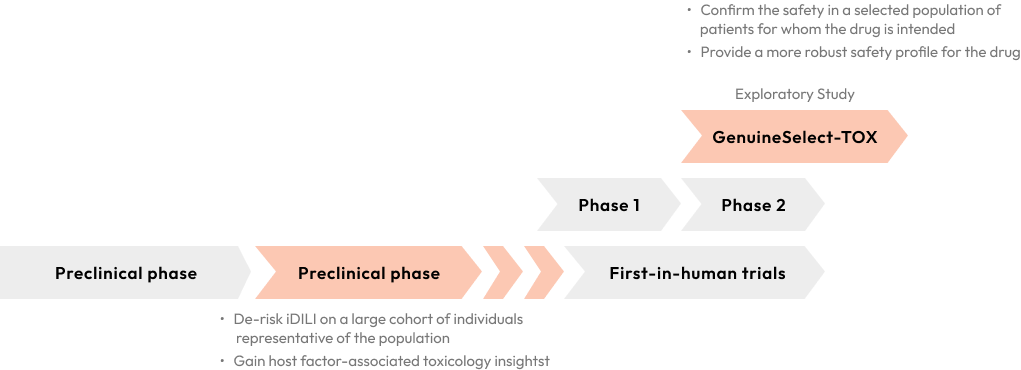 • Confirm the safety in a selected population of
patients for whom the drug is intended
• Provide a more robust safety profile for the drug
Exploratory Study
GenuineSelect-TOX
Phase 1
Phase 2
Preclinical phase
Preclinical phase
First-in-human trials
• De-risk iDILI on a large cohort of individuals
representative of the population
• Gain host factor-associated toxicology insightst